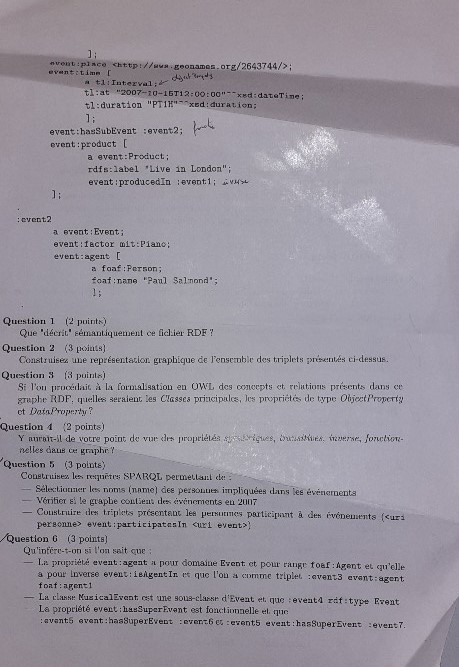 ];
event:place <http://sws.geonames.org/2643744/>;
event:time [
a tl:Interval;
tl:at "2007-10-15T12:00:00"^^xsd:dateTime;
tl:duration "PT1H"^^xsd:duration;
];
event:hasSubEvent :event2;
event:product [
a event:Product;
rdfs:label "Live in London";
event:producedIn :event1; inverse
];
:event2
a event:Event;
event:factor mit:Piano;
event:agent [
a foaf:Person;
foaf:name "Paul Salmond";
];
Question 1 (2 points)
Que "décrit" sémantiquement ce fichier RDF ?
Question 2 (3 points)
Construisez une représentation graphique de l'ensemble des triplets présentés ci-dessus.
Question 3 (3 points)
Si l'on procédait à la formalisation en OWL des concepts et relations présents dans ce
graphe RDF, quelles seraient les Classes principales, les propriétés de type ObjectProperty
et DataProperty ?
Question 4 (2 points)
Y aurait-il de votre point de vue des propriétés symétriques, transitives, inverse, fonction-
nelles dans ce graphe ?
Question 5 (3 points)
Construisez les requêtes SPARQL permettant de :
— Sélectionner les noms (name) des personnes impliquées dans les événements
— Vérifier si le graphe contient des événements en 2007
— Construire des triplets présentant les personnes participant à des événements (<uri
personne> event:participatesIn <uri event>)
Question 6 (3 points)
Qu'infère-t-on si l'on sait que :
— La propriété event:agent a pour domaine Event et pour range foaf:Agent et qu'elle
a pour inverse event:isAgentIn et que l'on a comme triplet :event3 event:agent
foaf:agent1
— La classe MusicalEvent est une sous-classe d'Event et que :event4 rdf:type Event
— La propriété event:hasSuperEvent est fonctionnelle et que
:event5 event:hasSuperEvent :event6 et :event5 event:hasSuperEvent :event7.